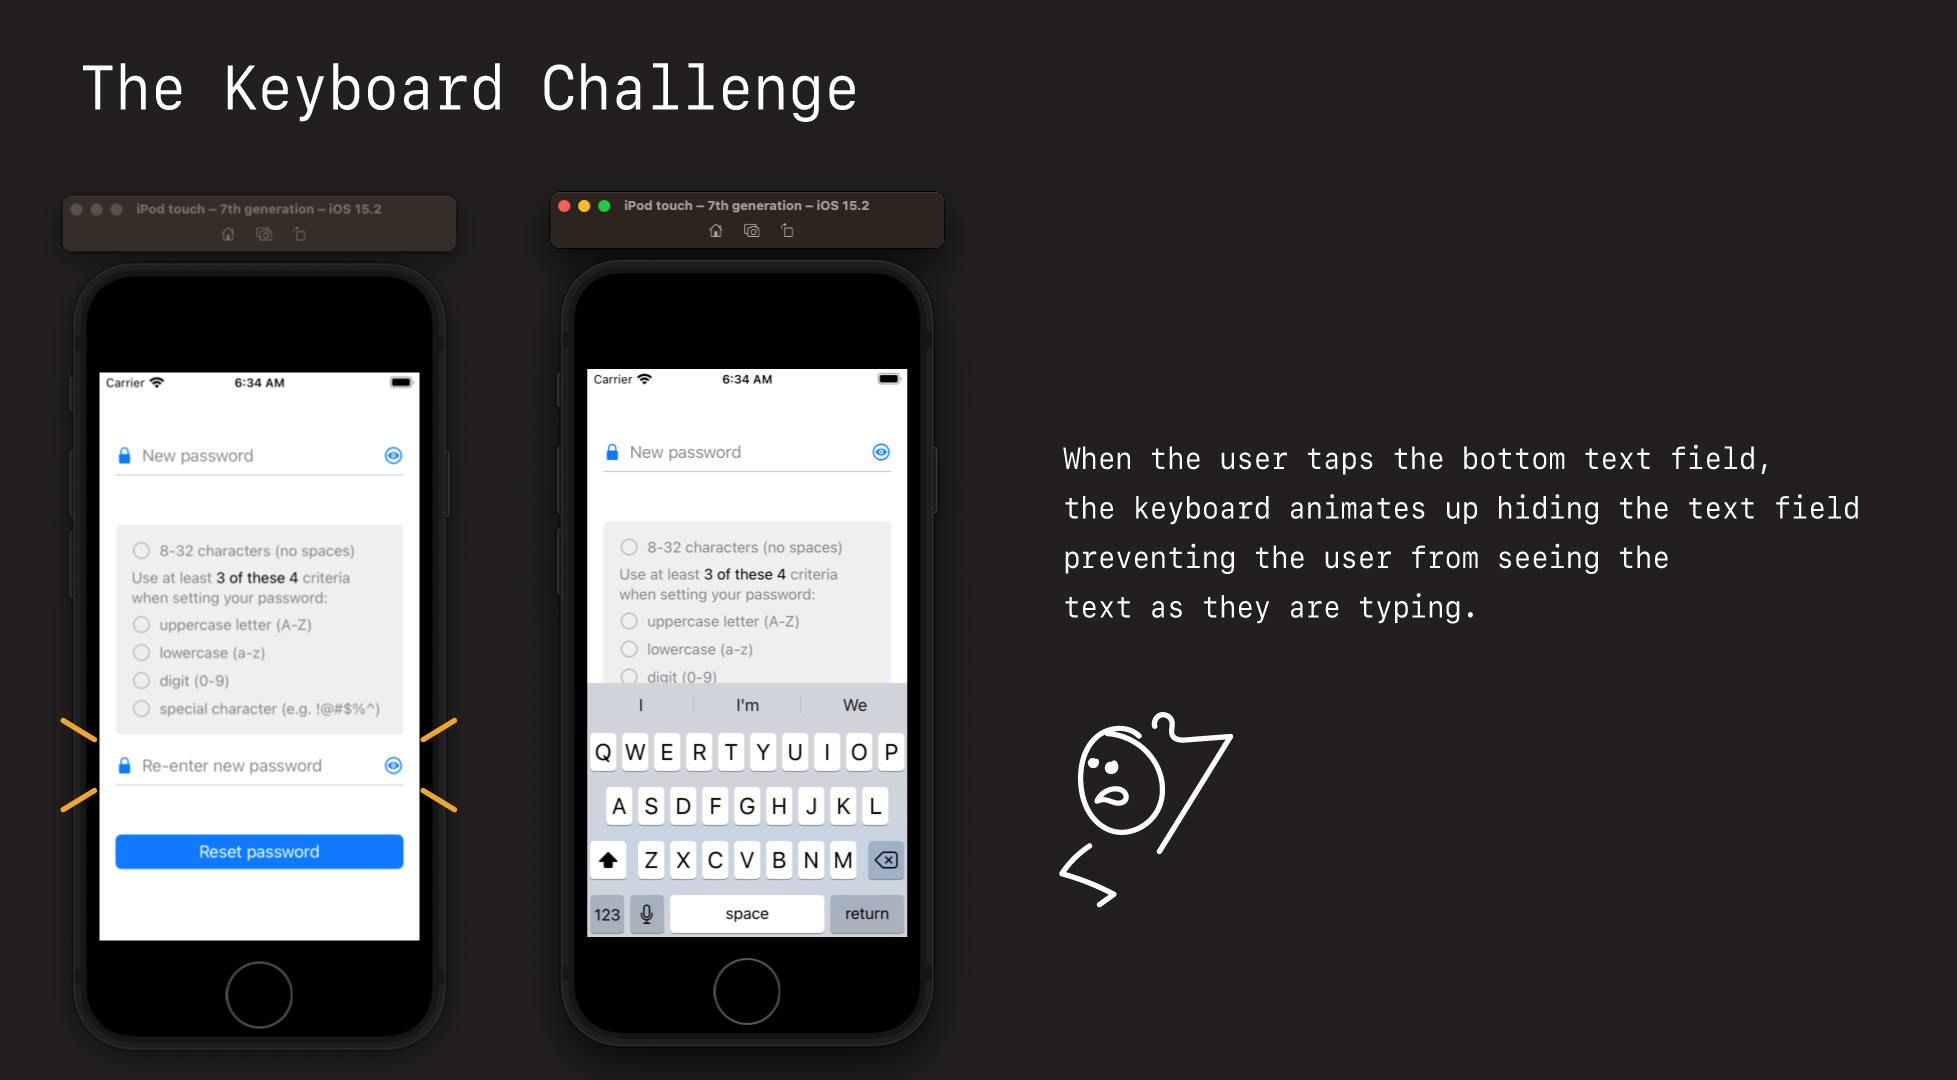 The Keyboard Challenge
iPod touch – 7th generation – iOS 15.2
Carrier
6:34 AM
New password
8-32 characters (no spaces)
Use at least 3 of these 4 criteria
when setting your password:
uppercase letter (A-Z)
lowercase (a-z)
digit (0-9)
special character (e.g. !@#$%^)
Re-enter new password
Reset password
iPod touch – 7th generation – iOS 15.2
Carrier
6:34 AM
New password
8-32 characters (no spaces)
Use at least 3 of these 4 criteria
when setting your password:
uppercase letter (A-Z)
lowercase (a-z)
digit (0-9)
I I'm We
Q W E R T Y U I O P
A S D F G H J K L
Z X C V B N M
123 space return
When the user taps the bottom text field,
the keyboard animates up hiding the text field
preventing the user from seeing the
text as they are typing.